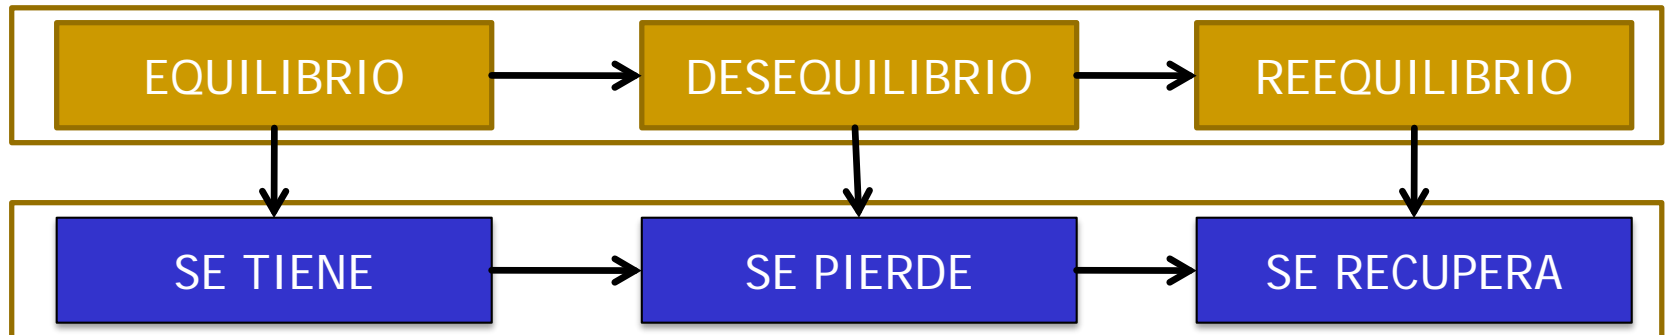 EQUILIBRIO DESEQUILIBRIO REEQUILIBRIO
SE TIENE SE PIERDE SE RECUPERA